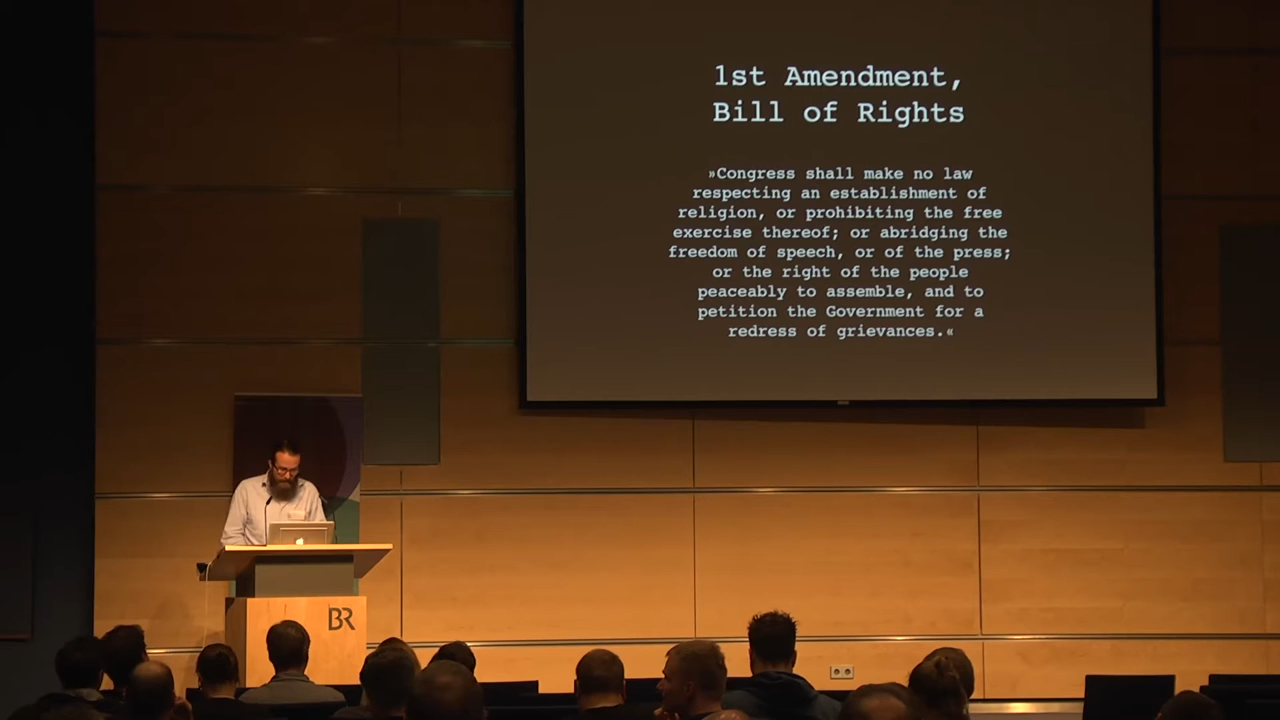 1st Amendment,
Bill of Rights
»Congress shall make no law
respecting an establishment of
religion, or prohibiting the free
exercise thereof; or abridging the
freedom of speech, or of the press;
or the right of the people
peaceably to assemble, and to
petition the Government for a
redress of grievances.«
BR